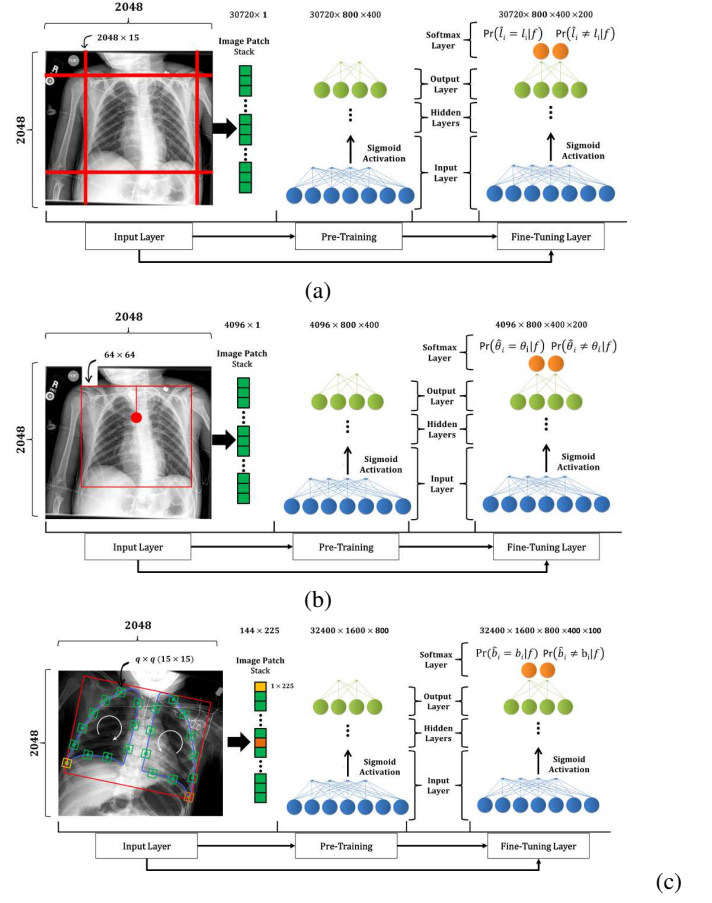 2048
30720× 1
30720× 800 ×400
30720× 800 ×400 ×200
2048 × 15
Image Patch
Stack
Softmax
Layer
Pr(l̂ᵢ = lᵢ|f) Pr(l̂ᵢ ≠ lᵢ|f)
Output
Layer
2048
Hidden
Layers
Sigmoid
Activation
Sigmoid
Activation
Input
Layer
Input Layer
Pre-Training
Fine-Tuning Layer
(a)
2048
4096 × 1
4096 × 800 ×400
4096 × 800 ×400 ×200
64 × 64
Image Patch
Stack
Softmax
Layer
Pr(θ̂ᵢ = θᵢ|f) Pr(θ̂ᵢ ≠ θᵢ|f)
Output
Layer
2048
Hidden
Layers
Sigmoid
Activation
Sigmoid
Activation
Input
Layer
Input Layer
Pre-Training
Fine-Tuning Layer
(b)
2048
144 × 225
32400 × 1600 × 800
32400 × 1600 × 800 ×400 ×100
q × q (15 × 15)
Image Patch
Stack
1 × 225
Softmax
Layer
Pr(b̂ᵢ = bᵢ|f) Pr(b̂ᵢ ≠ bᵢ|f)
Output
Layer
2048
Hidden
Layers
Sigmoid
Activation
Sigmoid
Activation
Input
Layer
Input Layer
Pre-Training
Fine-Tuning Layer
(c)